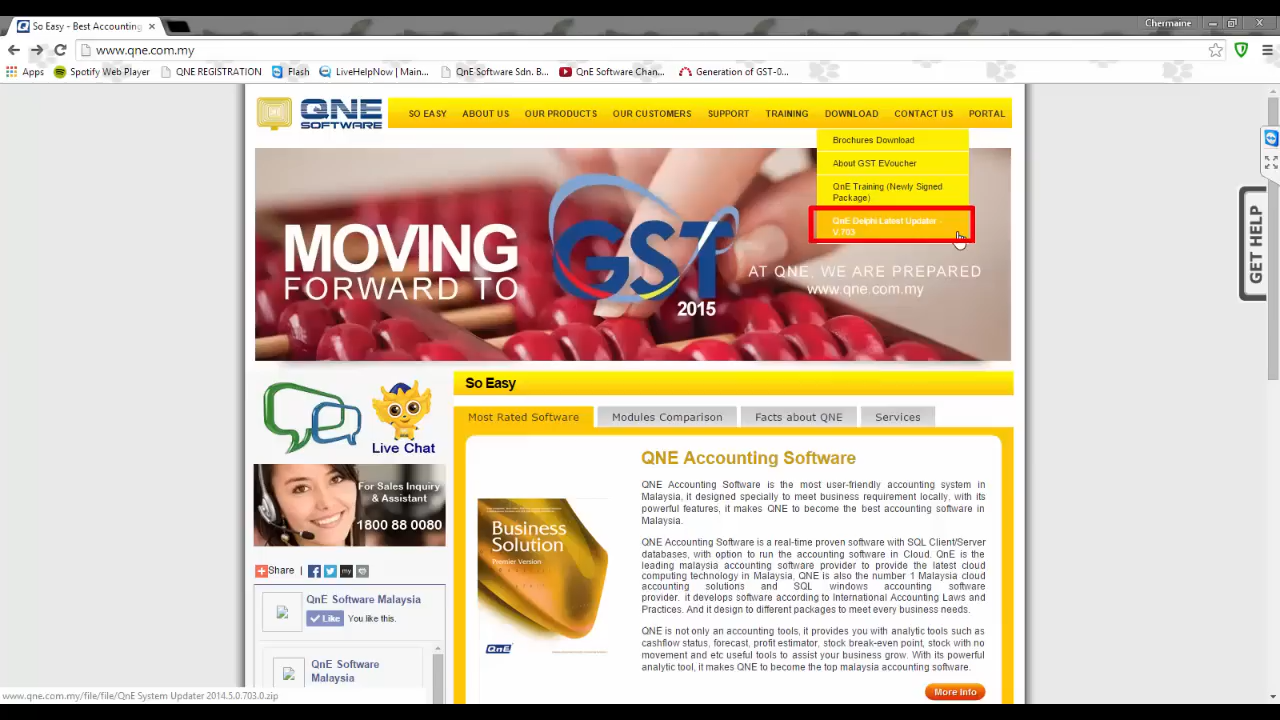 So Easy - Best Accounting
Chermaine
www.qne.com.my
Apps
Spotify Web Player
QNE REGISTRATION
Flash
LiveHelpNow | Main...
QnE Software Sdn. B...
QnE Software Chan...
Generation of GST-0...
QNE
SOFTWARE
SO EASY
ABOUT US
OUR PRODUCTS
OUR CUSTOMERS
SUPPORT
TRAINING
DOWNLOAD
CONTACT US
PORTAL
Brochures Download
About GST EVoucher
QnE Training (Newly Signed
Package)
QnE Delphi Latest Updater -
V.703
MOVING
FORWARD TO
GST
2015
AT QNE, WE ARE PREPARED
www.qne.com.my
GET HELP
Live Chat
For Sales Inquiry
& Assistant
1800 88 0080
Share |
my
QnE Software Malaysia
Like
You like this.
QnE Software
Malaysia
So Easy
Most Rated Software
Modules Comparison
Facts about QNE
Services
Business
Solution
Premier Version
QnE
QNE Accounting Software
QNE Accounting Software is the most user-friendly accounting system in
Malaysia, it designed specially to meet business requirement locally, with its
powerful features, it makes QNE to become the best accounting software in
Malaysia.
QNE Accounting Software is a real-time proven software with SQL Client/Server
databases, with option to run the accounting software in Cloud. QnE is the
leading malaysia accounting software provider to provide the latest cloud
computing technology in Malaysia, QNE is also the number 1 Malaysia cloud
accounting solutions and SQL windows accounting software
provider. it develops software according to International Accounting Laws and
Practices. And it design to different packages to meet every business needs.
QNE is not only an accounting tools, it provides you with analytic tools such as
cashflow status, forecast, profit estimator, stock break-even point, stock with no
movement and etc useful tools to assist your business grow. With its powerful
analytic tool, it makes QNE to become the top malaysia accounting software.
More Info
www.qne.com.my/file/file/QnE System Updater 2014.5.0.703.0.zip